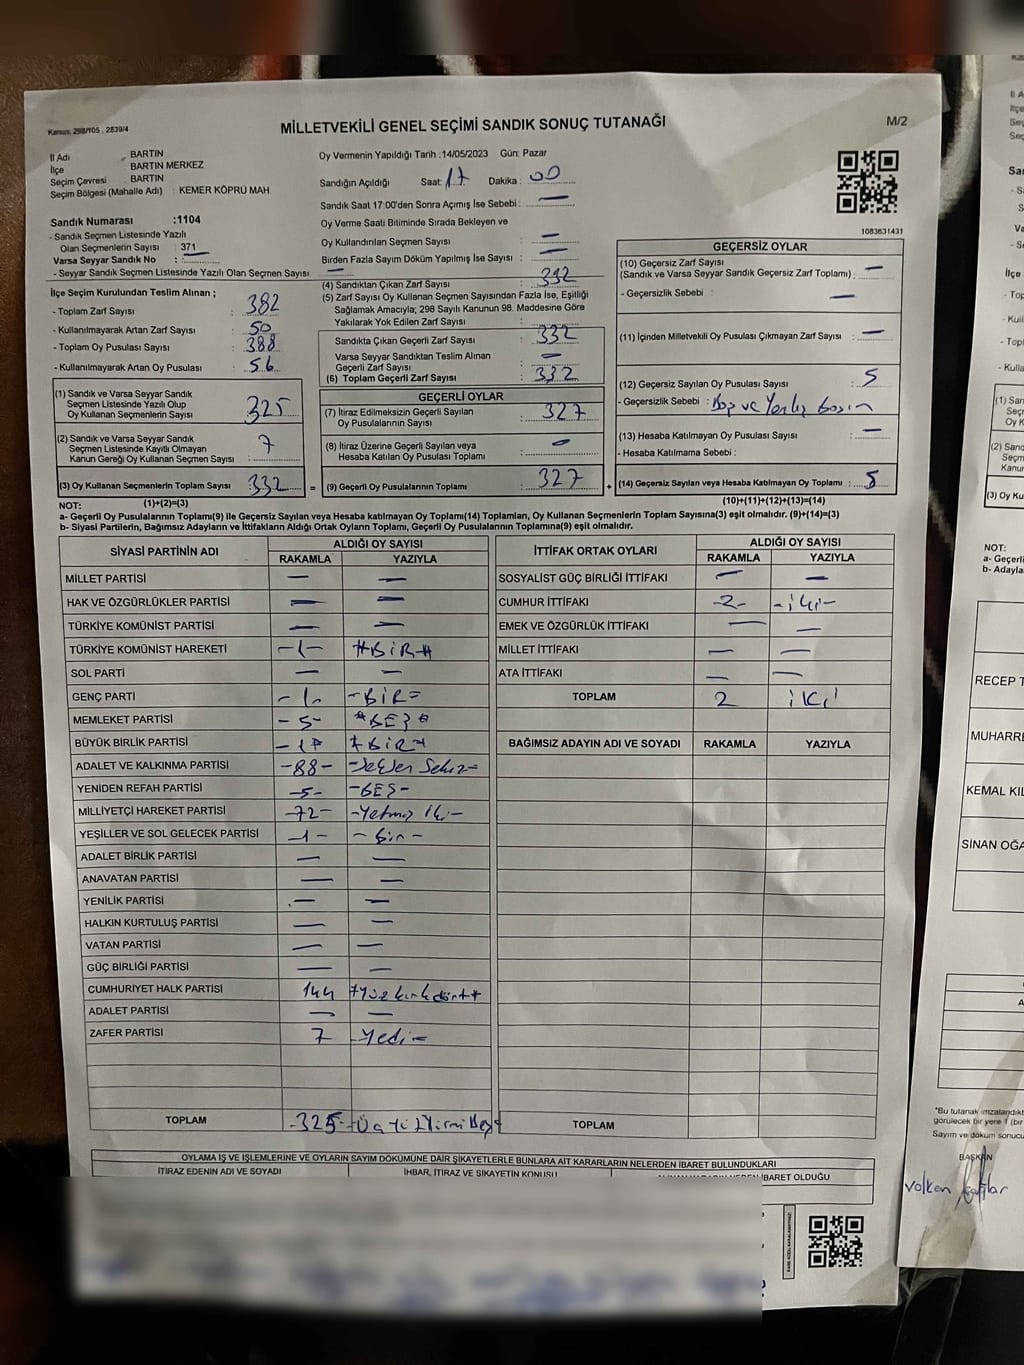 Kanun: 298/105 , 2839/4
MİLLETVEKİLİ GENEL SEÇİMİ SANDIK SONUÇ TUTANAĞI
M/2
İl Adı : BARTIN
İlçe BARTIN MERKEZ
Seçim Çevresi : BARTIN
Seçim Bölgesi (Mahalle Adı) : KEMER KÖPRÜ MAH
Sandık Numarası :1104
- Sandık Seçmen Listesinde Yazılı
Olan Seçmenlerin Sayısı : 371
Varsa Seyyar Sandık No :
- Seyyar Sandık Seçmen Listesinde Yazılı Olan Seçmen Sayısı : —
İlçe Seçim Kurulundan Teslim Alınan ;
- Toplam Zarf Sayısı : 382
- Kullanılmayarak Artan Zarf Sayısı : 50
- Toplam Oy Pusulası Sayısı : 388
- Kullanılmayarak Artan Oy Pusulası : 56
(1) Sandık ve Varsa Seyyar Sandık
Seçmen Listesinde Yazılı Olup
Oy Kullanan Seçmenlerin Sayısı : 325
(2) Sandık ve Varsa Seyyar Sandık
Seçmen Listesinde Kayıtlı Olmayan
Kanun Gereği Oy Kullanan Seçmen Sayısı : 7
(3) Oy Kullanan Seçmenlerin Toplam Sayısı : 332
Oy Vermenin Yapıldığı Tarih :14/05/2023 Gün: Pazar
Sandığın Açıldığı Saat: 17 Dakika : 00
Sandık Saat 17:00'den Sonra Açımış İse Sebebi : —
Oy Verme Saati Bitiminde Sırada Bekleyen ve
Oy Kullandırılan Seçmen Sayısı : —
Birden Fazla Sayım Döküm Yapılmış İse Sayısı : —
(4) Sandıktan Çıkan Zarf Sayısı : 332
(5) Zarf Sayısı Oy Kullanan Seçmen Sayısından Fazla İse, Eşitliği
Sağlamak Amacıyla; 298 Sayılı Kanunun 98. Maddesine Göre
Yakılarak Yok Edilen Zarf Sayısı : —
Sandıkta Çıkan Geçerli Zarf Sayısı : 332
Varsa Seyyar Sandıktan Teslim Alınan
Geçerli Zarf Sayısı : —
(6) Toplam Geçerli Zarf Sayısı : 332
GEÇERLİ OYLAR
(7) İtiraz Edilmeksizin Geçerli Sayılan
Oy Pusulalarının Sayısı : 327
(8) İtiraz Üzerine Geçerli Sayılan veya
Hesaba Katılan Oy Pusulası Toplamı : —
= (9) Geçerli Oy Pusulalarının Toplamı : 327 +
1083631431
GEÇERSİZ OYLAR
(10) Geçersiz Zarf Sayısı
(Sandık ve Varsa Seyyar Sandık Geçersiz Zarf Toplamı) : —
- Geçersizlik Sebebi : —
(11) İçinden Milletvekili Oy Pusulası Çıkmayan Zarf Sayısı : —
(12) Geçersiz Sayılan Oy Pusulası Sayısı : 5
- Geçersizlik Sebebi : Boş ve Yanlış basım
(13) Hesaba Katılmayan Oy Pusulası Sayısı : —
- Hesaba Katılmama Sebebi :
(14) Geçersiz Sayılan veya Hesaba Katılmayan Oy Toplamı : 5
NOT: (1)+(2)=(3) (10)+(11)+(12)+(13)=(14)
a- Geçerli Oy Pusulalarının Toplamı(9) ile Geçersiz Sayılan veya Hesaba katılmayan Oy Pusulası Toplamı(14) Toplamları, Oy Kullanan Seçmenlerin Toplam Sayısına(3) eşit olmalıdır. (9)+(14)=(3)
b- Siyasi Partilerin, Bağımsız Adayların ve İttifakların Aldığı Ortak Oyların Toplamı, Geçerli Oy Pusulalarının Toplamına(9) eşit olmalıdır.
SİYASİ PARTİNİN ADI ALDIĞI OY SAYISI
RAKAMLA YAZIYLA
MİLLET PARTİSİ — —
HAK VE ÖZGÜRLÜKLER PARTİSİ — —
TÜRKİYE KOMÜNİST PARTİSİ — —
TÜRKİYE KOMÜNİST HAREKETİ -1- #BİR#
SOL PARTİ — —
GENÇ PARTİ -1- -BİR-
MEMLEKET PARTİSİ -5- *BEŞ*
BÜYÜK BİRLİK PARTİSİ -1* *BİR*
ADALET VE KALKINMA PARTİSİ -88- -Seksen Sekiz-
YENİDEN REFAH PARTİSİ -5- -BEŞ-
MİLLİYETÇİ HAREKET PARTİSİ -72- -Yetmiş iki-
YEŞİLLER VE SOL GELECEK PARTİSİ -1- -Bir-
ADALET BİRLİK PARTİSİ — —
ANAVATAN PARTİSİ — —
YENİLİK PARTİSİ — —
HALKIN KURTULUŞ PARTİSİ — —
VATAN PARTİSİ — —
GÜÇ BİRLİĞİ PARTİSİ — —
CUMHURİYET HALK PARTİSİ 144 *Yüz kırk dört*
ADALET PARTİSİ — —
ZAFER PARTİSİ 7 -Yedi-
TOPLAM -325- -Üç yüz Yirmi beş-
İTTİFAK ORTAK OYLARI ALDIĞI OY SAYISI
RAKAMLA YAZIYLA
SOSYALİST GÜÇ BİRLİĞİ İTTİFAKI — —
CUMHUR İTTİFAKI -2- -iki-
EMEK VE ÖZGÜRLÜK İTTİFAKI — —
MİLLET İTTİFAKI — —
ATA İTTİFAKI — —
TOPLAM 2 iki
BAĞIMSIZ ADAYIN ADI VE SOYADI RAKAMLA YAZIYLA
TOPLAM
OYLAMA İŞ VE İŞLEMLERİNE VE OYLARIN SAYIM DÖKÜMÜNE DAİR ŞİKAYETLERLE BUNLARA AİT KARARLARIN NELERDEN İBARET BULUNDUKLARI
İTİRAZ EDENİN ADI VE SOYADI İHBAR, İTİRAZ VE ŞİKAYETİN KONUSU İBARET OLDUĞU
NOT:
a- Geçerli
b- Adayla
RECEP T
MUHARRE
KEMAL KIL
SİNAN OĞA
*Bu tutanak imzalandıkt
görülecek bir yere 1 (bir
Sayım ve döküm sonucu
BAŞKAN
Volkan